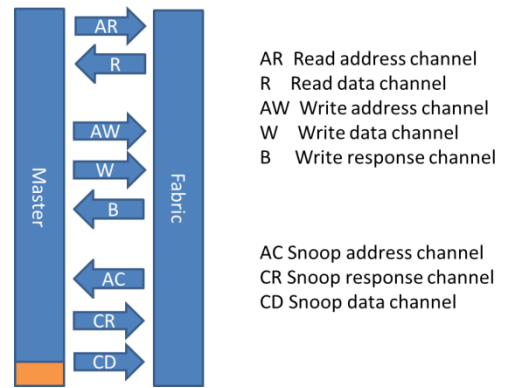 AR
R
AW
W
B
AC
CR
CD
Master
Fabric
AR Read address channel
R Read data channel
AW Write address channel
W Write data channel
B Write response channel
AC Snoop address channel
CR Snoop response channel
CD Snoop data channel